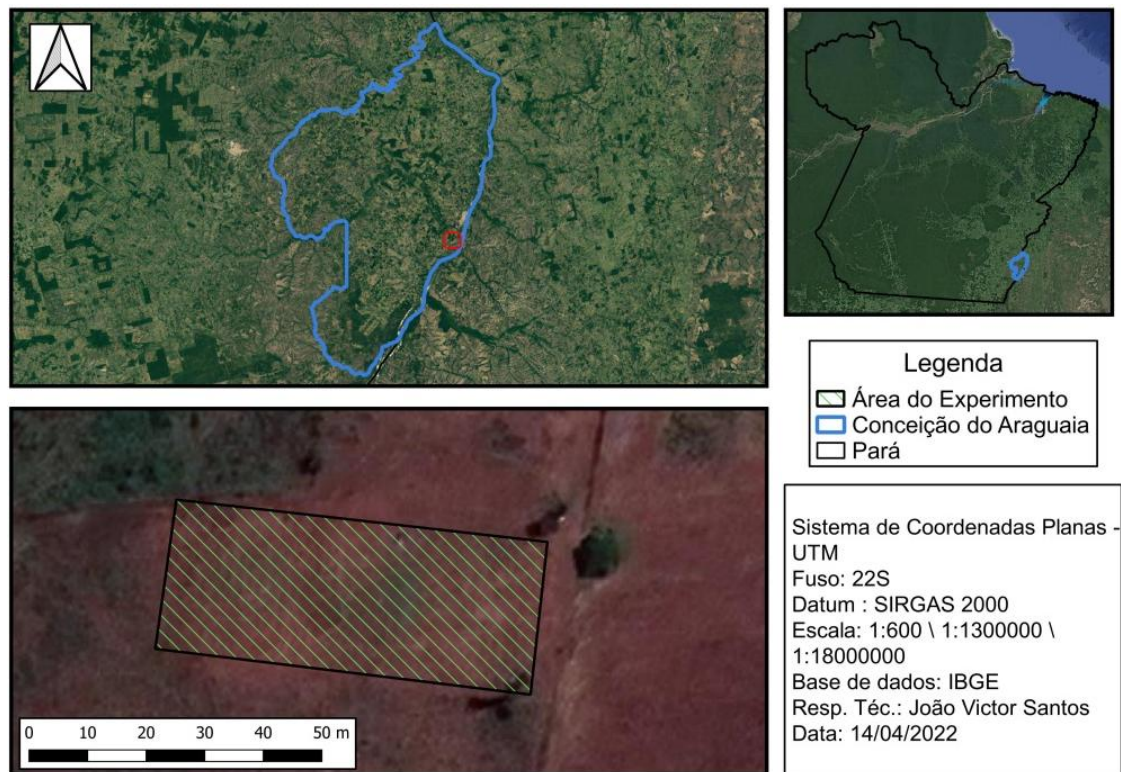 Legenda
Área do Experimento
Conceição do Araguaia
Pará
Sistema de Coordenadas Planas -
UTM
Fuso: 22S
Datum : SIRGAS 2000
Escala: 1:600 \ 1:1300000 \
1:18000000
Base de dados: IBGE
Resp. Téc.: João Victor Santos
Data: 14/04/2022
0 10 20 30 40 50 m